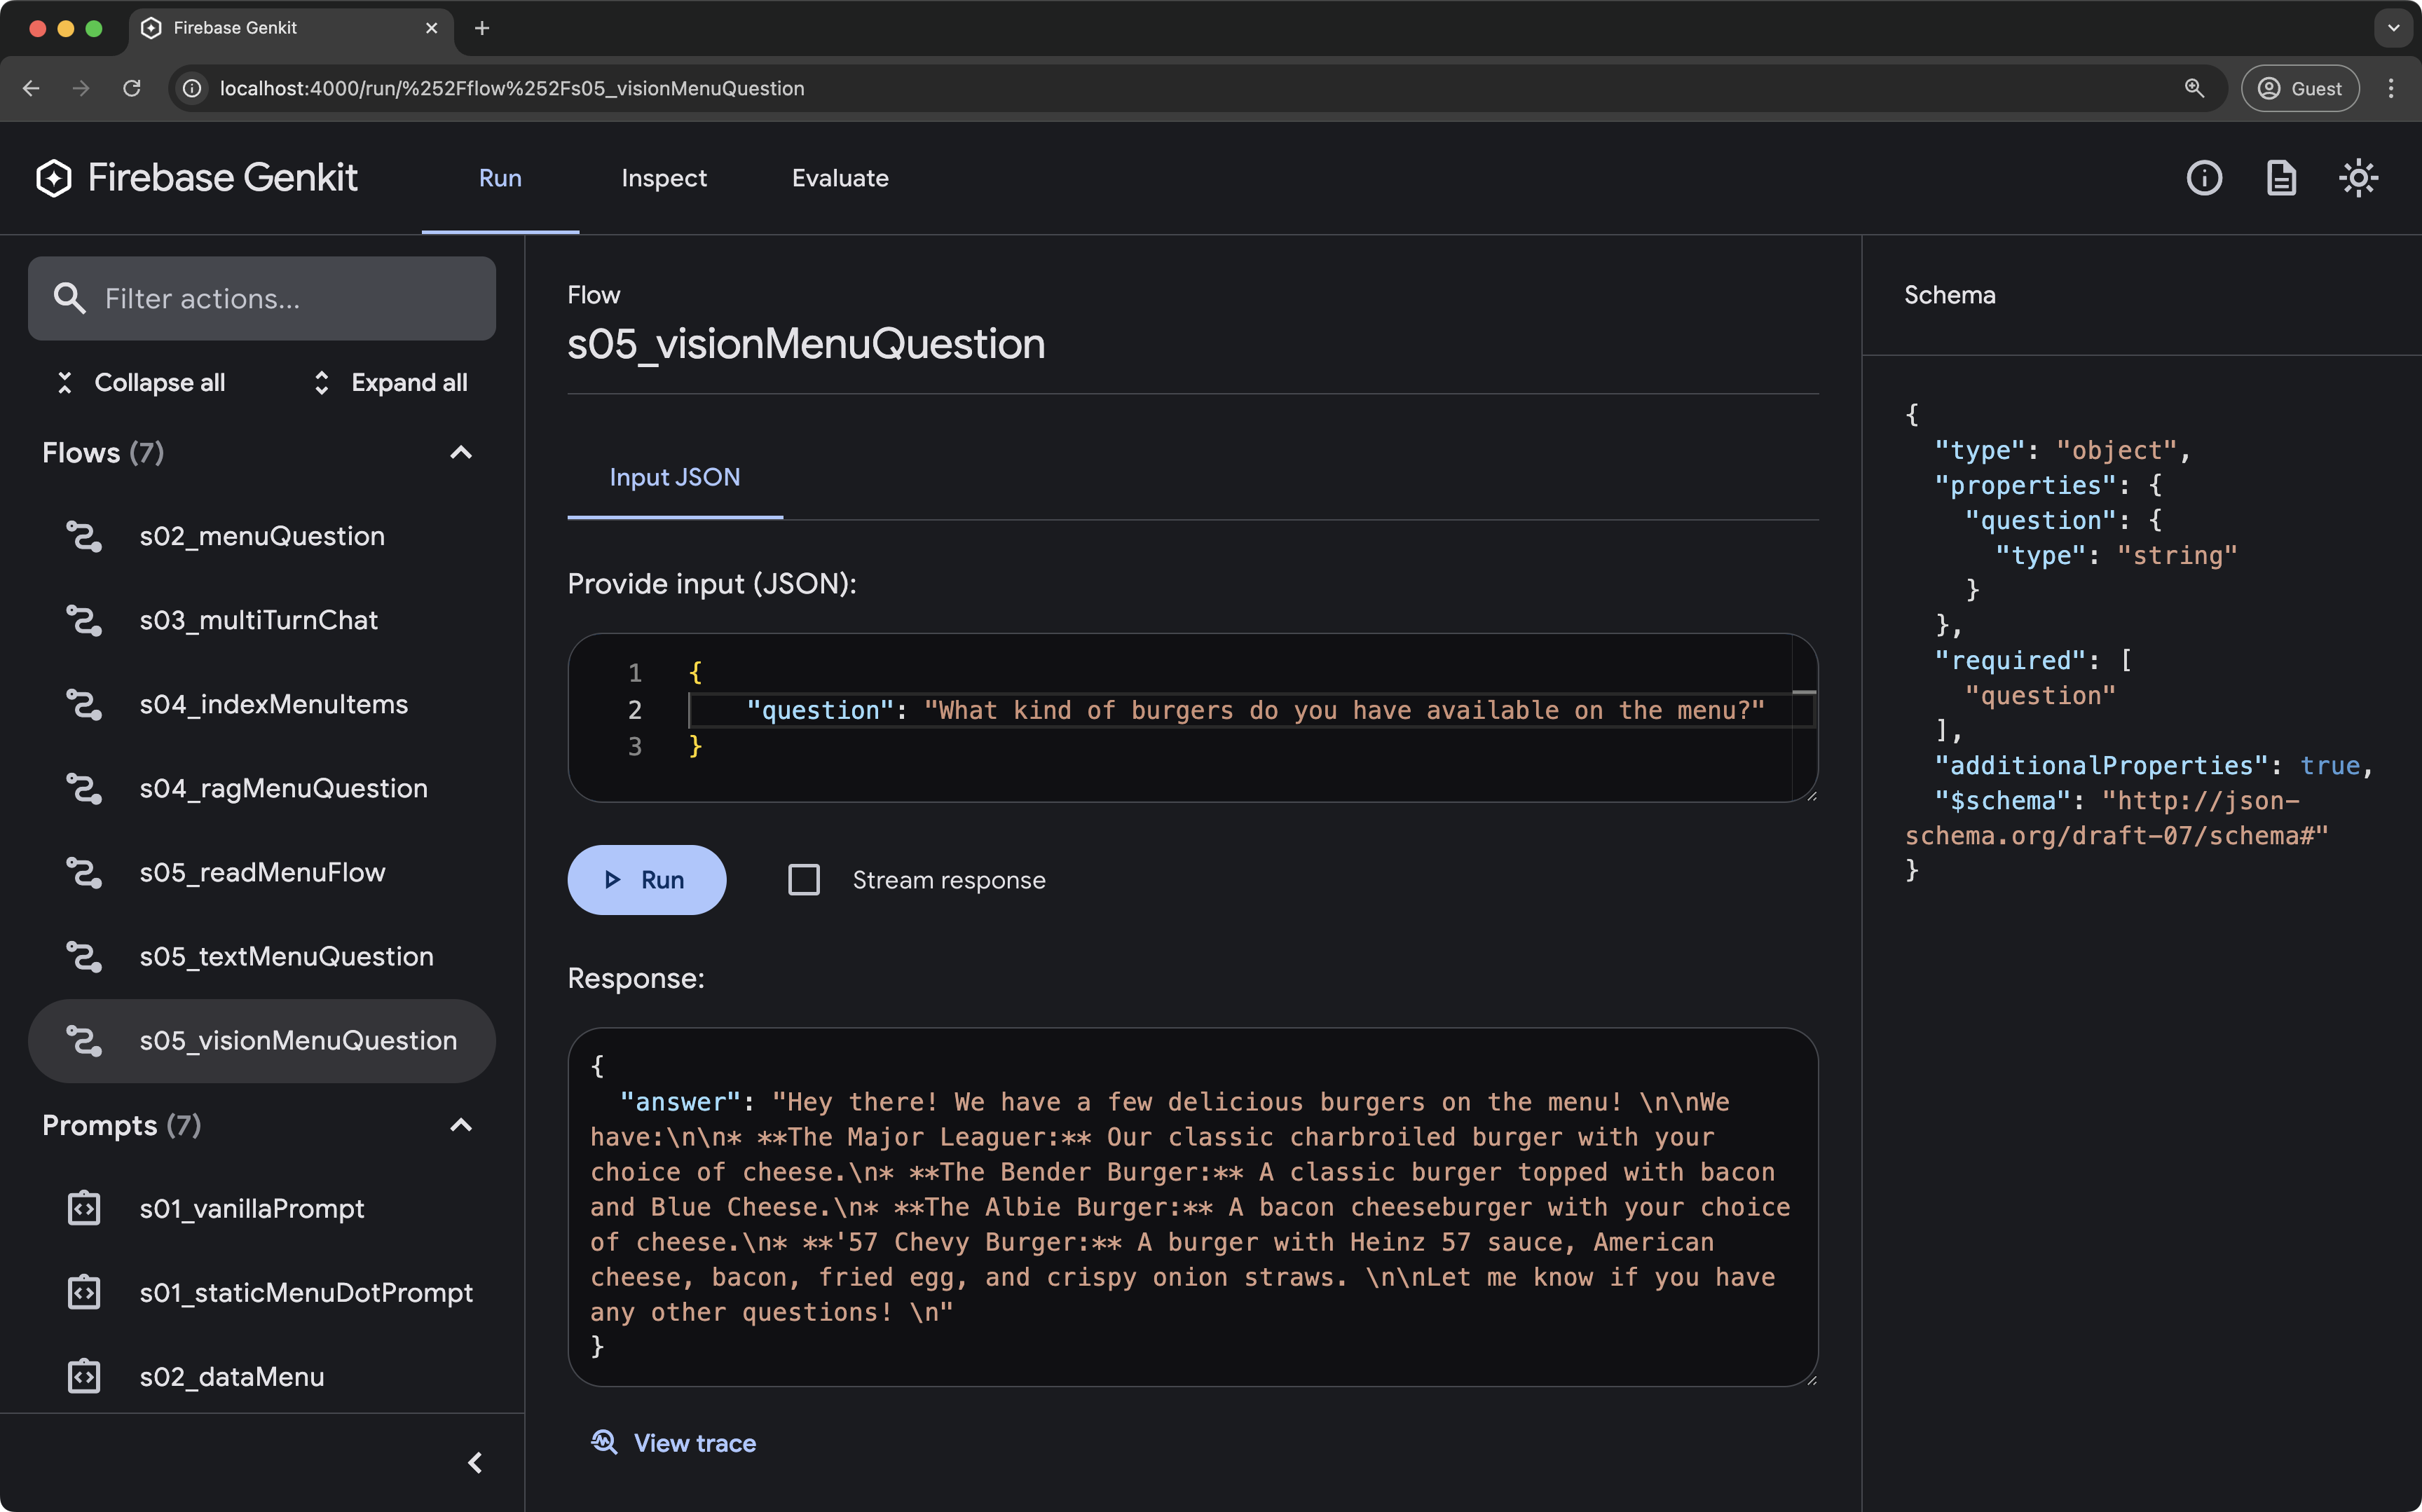 Firebase Genkit
localhost:4000/run/%252Fflow%252Fs05_visionMenuQuestion
Guest
Firebase Genkit
Run
Inspect
Evaluate
Filter actions...
Collapse all
Expand all
Flows (7)
s02_menuQuestion
s03_multiTurnChat
s04_indexMenuItems
s04_ragMenuQuestion
s05_readMenuFlow
s05_textMenuQuestion
s05_visionMenuQuestion
Prompts (7)
s01_vanillaPrompt
s01_staticMenuDotPrompt
s02_dataMenu
Flow
s05_visionMenuQuestion
Input JSON
Provide input (JSON):
1 {
2 "question": "What kind of burgers do you have available on the menu?"
3 }
Run
Stream response
Response:
{
"answer": "Hey there! We have a few delicious burgers on the menu! \n\nWe
have:\n\n* **The Major Leaguer:** Our classic charbroiled burger with your
choice of cheese.\n* **The Bender Burger:** A classic burger topped with bacon
and Blue Cheese.\n* **The Albie Burger:** A bacon cheeseburger with your choice
of cheese.\n* **'57 Chevy Burger:** A burger with Heinz 57 sauce, American
cheese, bacon, fried egg, and crispy onion straws. \n\nLet me know if you have
any other questions! \n"
}
View trace
Schema
{
"type": "object",
"properties": {
"question": {
"type": "string"
}
},
"required": [
"question"
],
"additionalProperties": true,
"$schema": "http://json-
schema.org/draft-07/schema#"
}